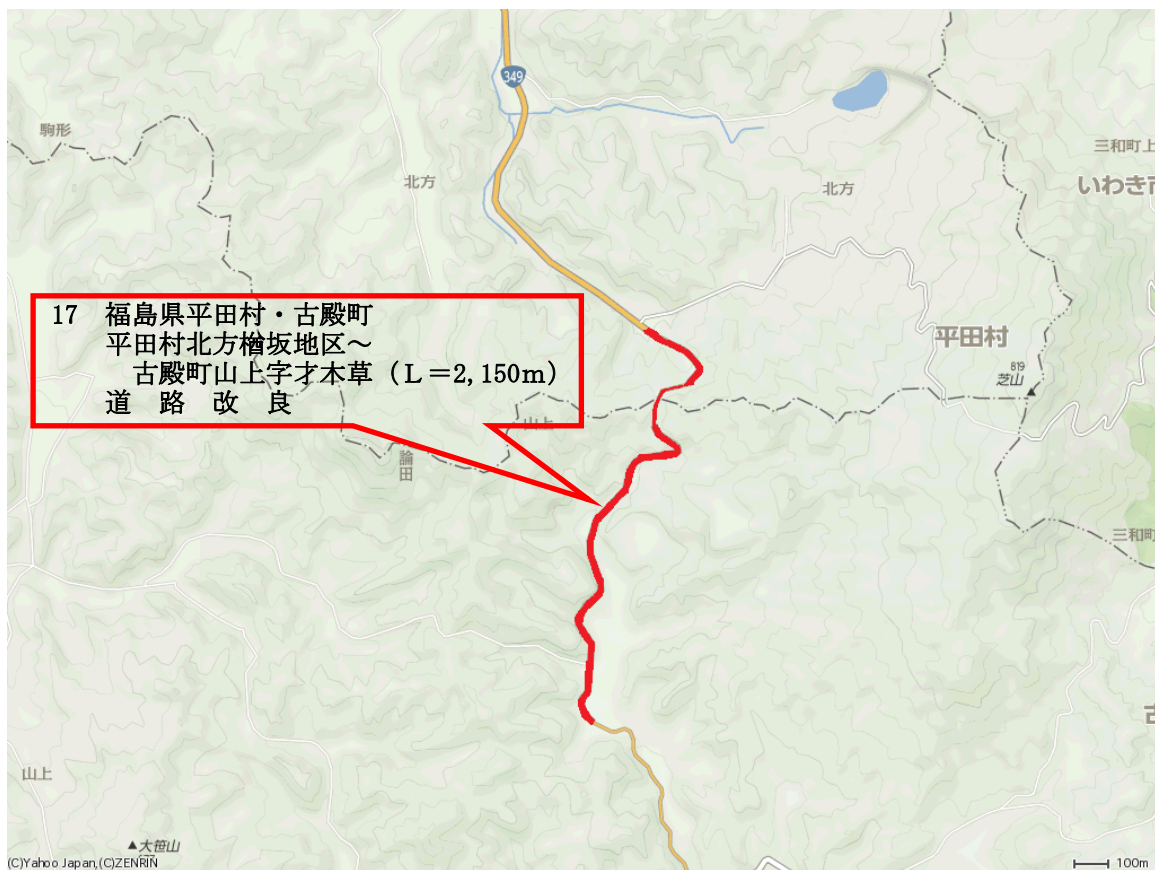 349
駒形
三和町上
北方
北方
いわき市
17　福島県平田村・古殿町
平田村北方楢坂地区～
古殿町山上字才木草（L＝2,150m）
道　路　改　良
平田村
819
芝山
山上
論田
三和町
古
山上
▲大笹山
(C)Yahoo Japan,(C)ZENRIN
100m